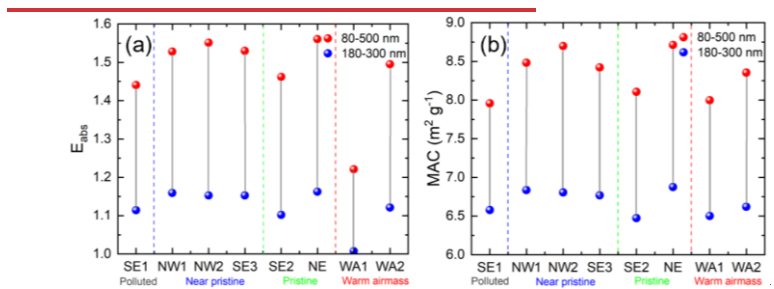 (a)
80-500 nm
180-300 nm
1.6
1.5
1.4
1.3
1.2
1.1
1.0
E_abs
SE1 NW1 NW2 SE3 SE2 NE WA1 WA2
Polluted Near pristine Pristine Warm airmass
(b)
80-500 nm
180-300 nm
9.0
8.5
8.0
7.5
7.0
6.5
6.0
MAC (m² g⁻¹)
SE1 NW1 NW2 SE3 SE2 NE WA1 WA2
Polluted Near pristine Pristine Warm airmass